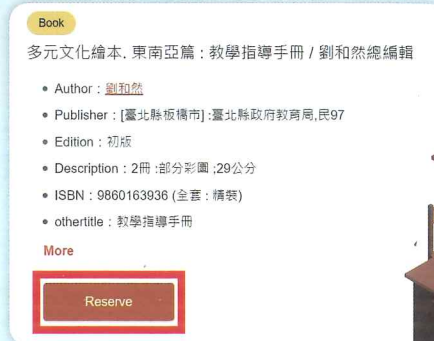 Book
多元文化繪本. 東南亞篇 : 教學指導手冊 / 劉和然總編輯
Author : 劉和然
Publisher : [臺北縣板橋市] :臺北縣政府教育局,民97
Edition : 初版
Description : 2冊 :部分彩圖 ;29公分
ISBN : 9860163936 (全套 : 精裝)
othertitle : 教學指導手冊
More
Reserve